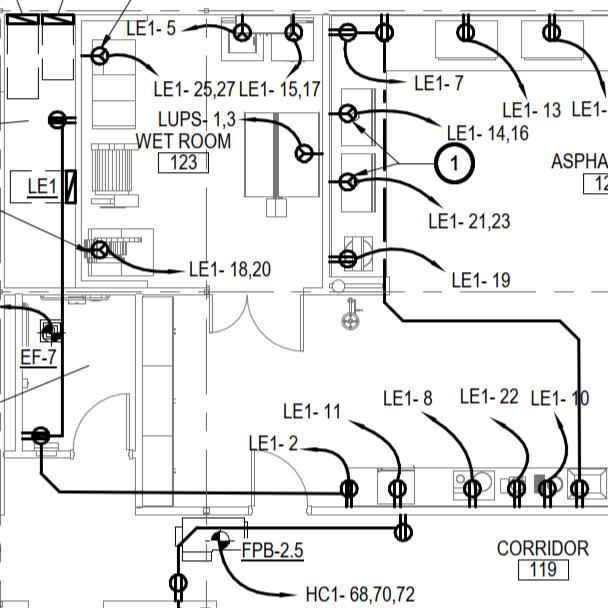 LE1- 5
LE1- 25,27
LE1- 15,17
LE1- 7
LE1- 13
LE1-
LUPS- 1,3
WET ROOM
123
LE1- 14,16
1
ASPHA
12
LE1
LE1- 21,23
LE1- 18,20
LE1- 19
EF-7
LE1- 11
LE1- 8
LE1- 22
LE1- 10
LE1- 2
FPB-2.5
CORRIDOR
119
HC1- 68,70,72